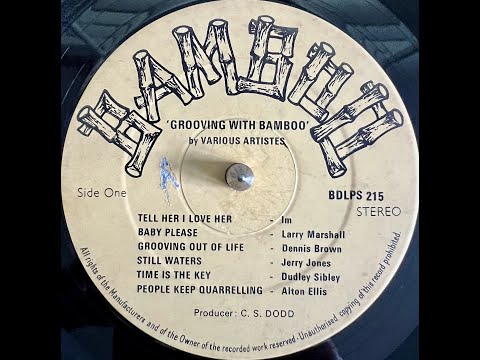 BAMBOO
'GROOVING WITH BAMBOO'
by VARIOUS ARTISTES
A
Side One
BDLPS 215
STEREO
TELL HER I LOVE HER - Im
BABY PLEASE - Larry Marshall
GROOVING OUT OF LIFE - Dennis Brown
STILL WATERS - Jerry Jones
TIME IS THE KEY - Dudley Sibley
PEOPLE KEEP QUARRELLING - Alton Ellis
Producer : C. S. DODD
All rights of the Manufacturers and of the Owner of the recorded work reserved - Unauthorised copying of this record prohibited.